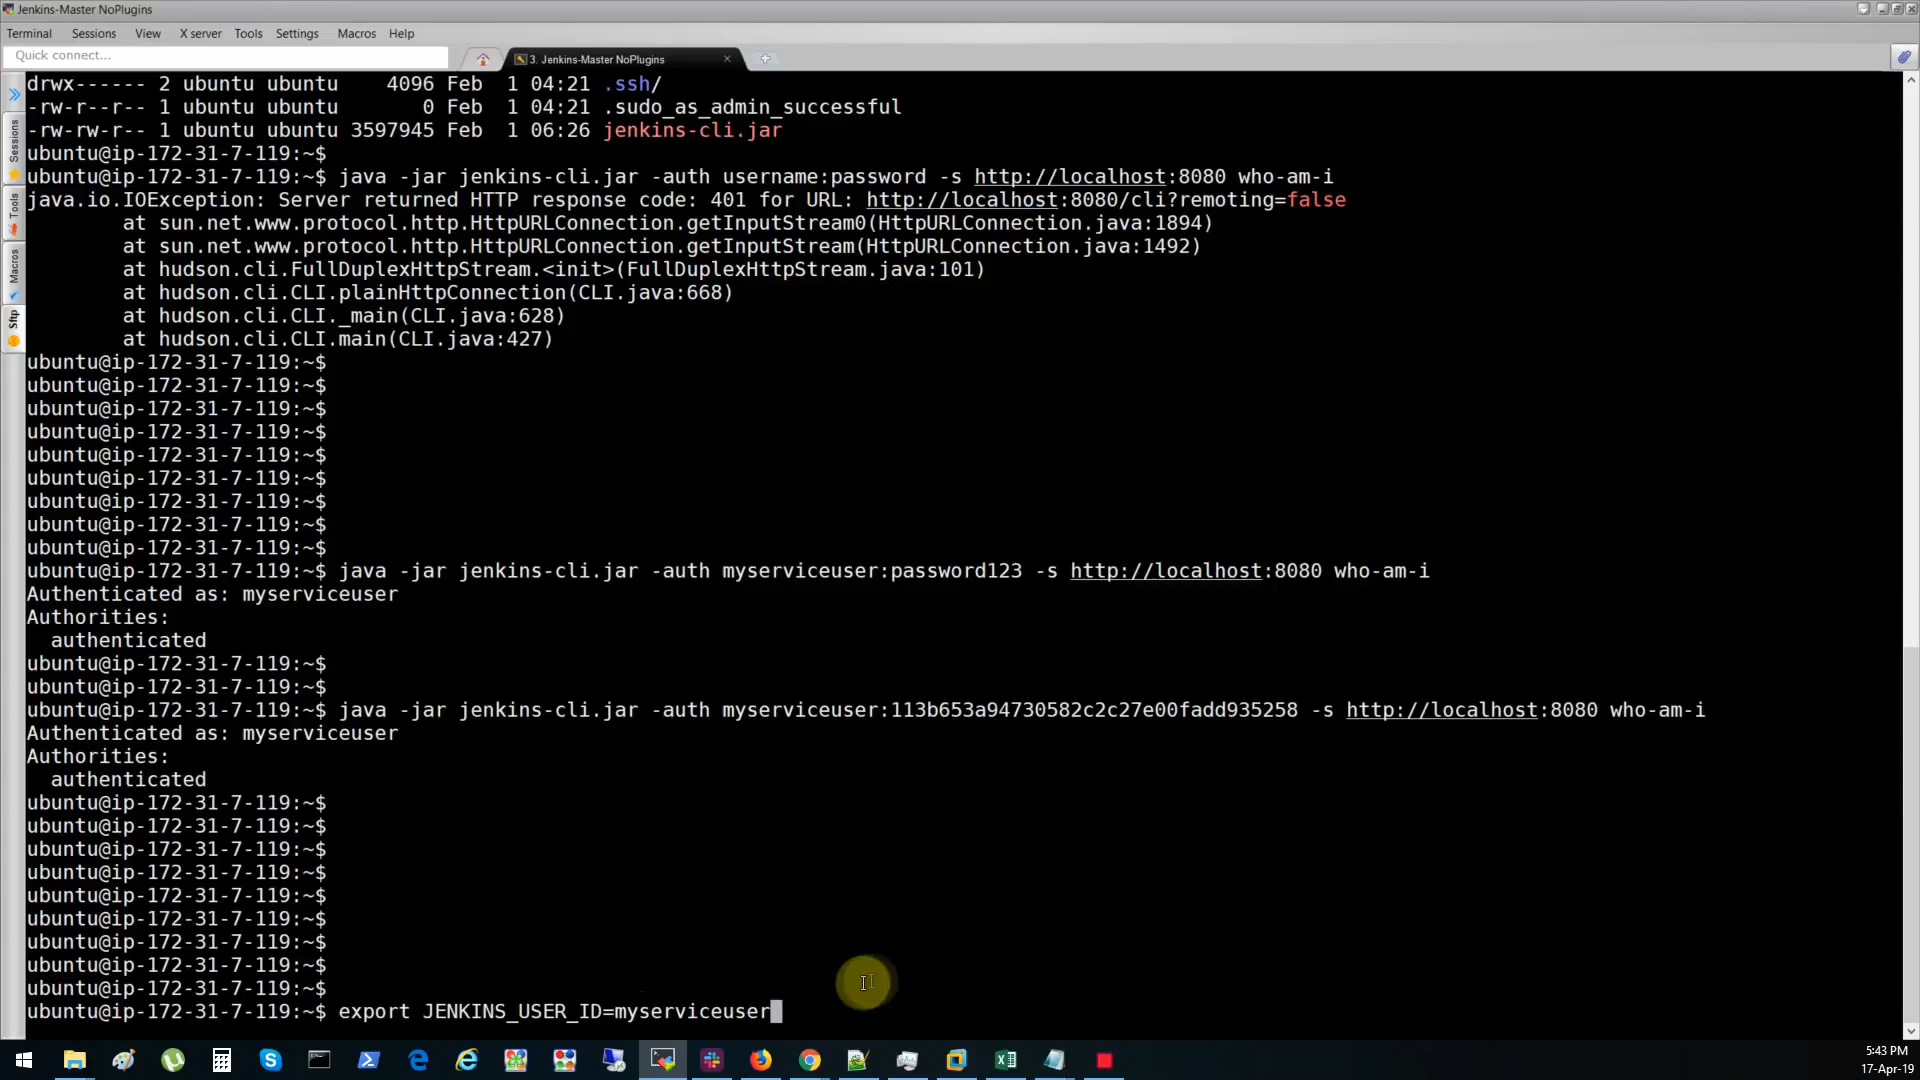 Jenkins-Master NoPlugins
Terminal Sessions View X server Tools Settings Macros Help
Quick connect...
3. Jenkins-Master NoPlugins
Sessions
Tools
Macros
Sftp
drwx------ 2 ubuntu ubuntu    4096 Feb  1 04:21 .ssh/
-rw-r--r-- 1 ubuntu ubuntu       0 Feb  1 04:21 .sudo_as_admin_successful
-rw-rw-r-- 1 ubuntu ubuntu 3597945 Feb  1 06:26 jenkins-cli.jar
ubuntu@ip-172-31-7-119:~$
ubuntu@ip-172-31-7-119:~$ java -jar jenkins-cli.jar -auth username:password -s http://localhost:8080 who-am-i
java.io.IOException: Server returned HTTP response code: 401 for URL: http://localhost:8080/cli?remoting=false
        at sun.net.www.protocol.http.HttpURLConnection.getInputStream0(HttpURLConnection.java:1894)
        at sun.net.www.protocol.http.HttpURLConnection.getInputStream(HttpURLConnection.java:1492)
        at hudson.cli.FullDuplexHttpStream.<init>(FullDuplexHttpStream.java:101)
        at hudson.cli.CLI.plainHttpConnection(CLI.java:668)
        at hudson.cli.CLI._main(CLI.java:628)
        at hudson.cli.CLI.main(CLI.java:427)
ubuntu@ip-172-31-7-119:~$
ubuntu@ip-172-31-7-119:~$
ubuntu@ip-172-31-7-119:~$
ubuntu@ip-172-31-7-119:~$
ubuntu@ip-172-31-7-119:~$
ubuntu@ip-172-31-7-119:~$
ubuntu@ip-172-31-7-119:~$
ubuntu@ip-172-31-7-119:~$
ubuntu@ip-172-31-7-119:~$
ubuntu@ip-172-31-7-119:~$ java -jar jenkins-cli.jar -auth myserviceuser:password123 -s http://localhost:8080 who-am-i
Authenticated as: myserviceuser
Authorities:
  authenticated
ubuntu@ip-172-31-7-119:~$
ubuntu@ip-172-31-7-119:~$
ubuntu@ip-172-31-7-119:~$ java -jar jenkins-cli.jar -auth myserviceuser:113b653a94730582c2c27e00fadd935258 -s http://localhost:8080 who-am-i
Authenticated as: myserviceuser
Authorities:
  authenticated
ubuntu@ip-172-31-7-119:~$
ubuntu@ip-172-31-7-119:~$
ubuntu@ip-172-31-7-119:~$
ubuntu@ip-172-31-7-119:~$
ubuntu@ip-172-31-7-119:~$
ubuntu@ip-172-31-7-119:~$
ubuntu@ip-172-31-7-119:~$
ubuntu@ip-172-31-7-119:~$
ubuntu@ip-172-31-7-119:~$
ubuntu@ip-172-31-7-119:~$ export JENKINS_USER_ID=myserviceuser
5:43 PM
17-Apr-19